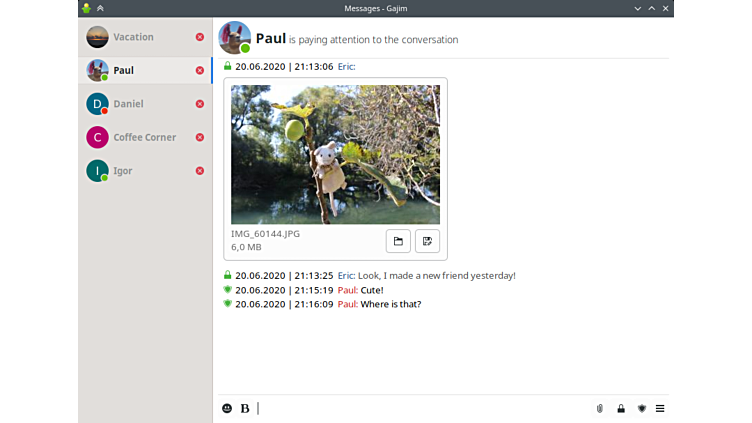 Messages - Gajim
Vacation
Paul
D Daniel
C Coffee Corner
I Igor
Paul is paying attention to the conversation
20.06.2020 | 21:13:06 Eric:
IMG_60144.JPG
6,0 MB
20.06.2020 | 21:13:25 Eric: Look, I made a new friend yesterday!
20.06.2020 | 21:15:19 Paul: Cute!
20.06.2020 | 21:16:09 Paul: Where is that?
B